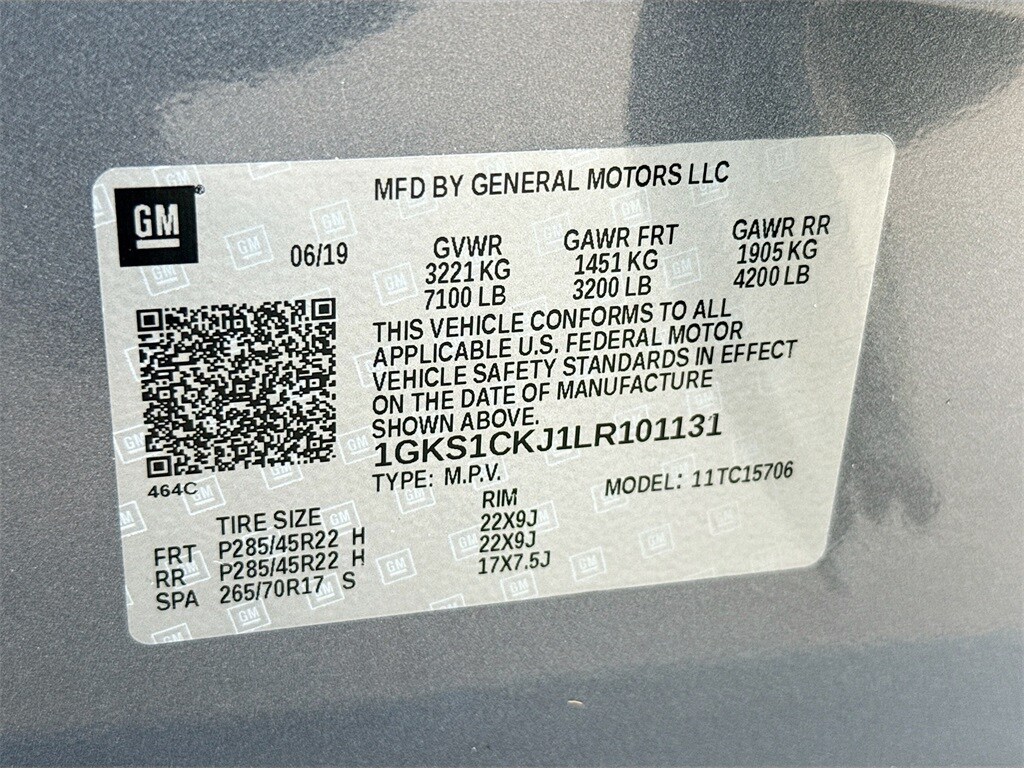 GM
MFD BY GENERAL MOTORS LLC
06/19
GVWR GAWR FRT GAWR RR
3221 KG 1451 KG 1905 KG
7100 LB 3200 LB 4200 LB
THIS VEHICLE CONFORMS TO ALL
APPLICABLE U.S. FEDERAL MOTOR
VEHICLE SAFETY STANDARDS IN EFFECT
ON THE DATE OF MANUFACTURE
SHOWN ABOVE.
1GKS1CKJ1LR101131
464C
TYPE: M.P.V. MODEL: 11TC15706
TIRE SIZE RIM
FRT P285/45R22 H 22X9J
RR P285/45R22 H 22X9J
SPA 265/70R17 S 17X7.5J